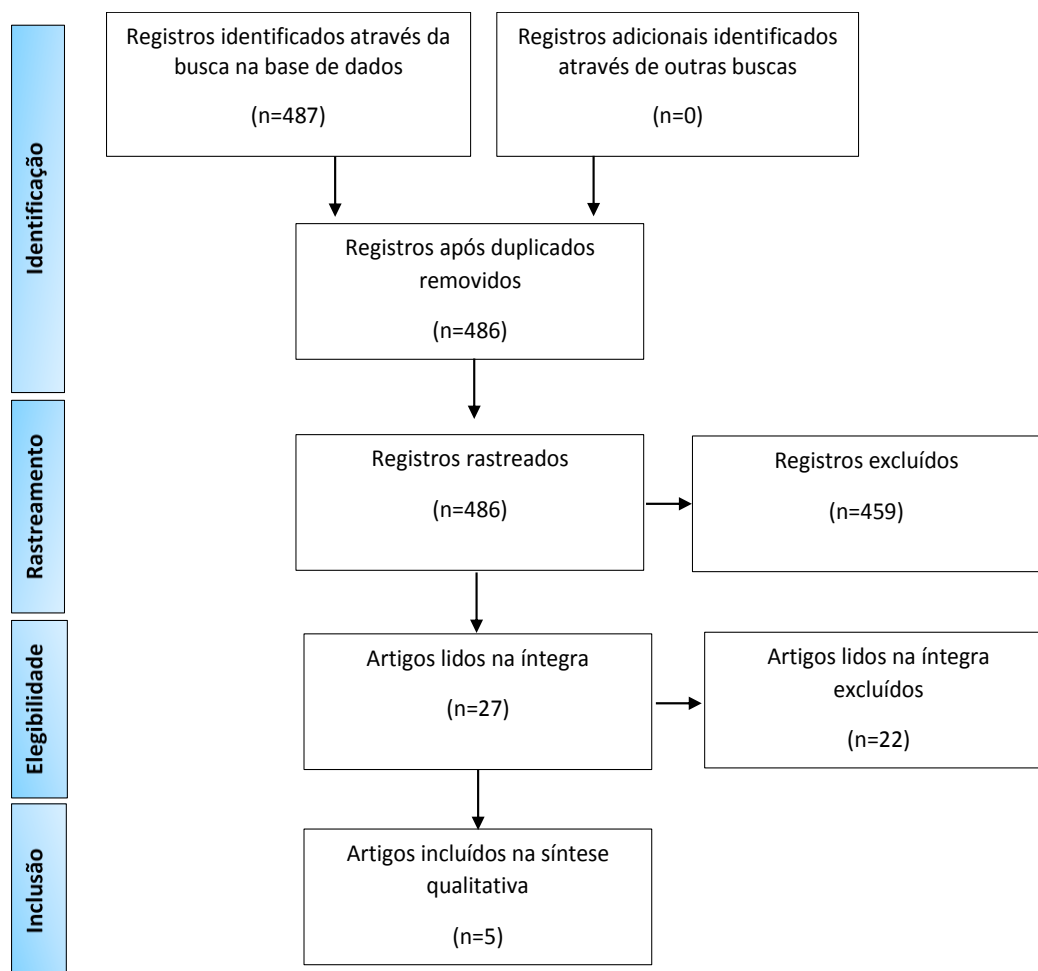 Identificação
Registros identificados através da
busca na base de dados
(n=487)
Registros adicionais identificados
através de outras buscas
(n=0)
Registros após duplicados
removidos
(n=486)
Rastreamento
Registros rastreados
(n=486)
Registros excluídos
(n=459)
Elegibilidade
Artigos lidos na íntegra
(n=27)
Artigos lidos na íntegra
excluídos
(n=22)
Inclusão
Artigos incluídos na síntese
qualitativa
(n=5)